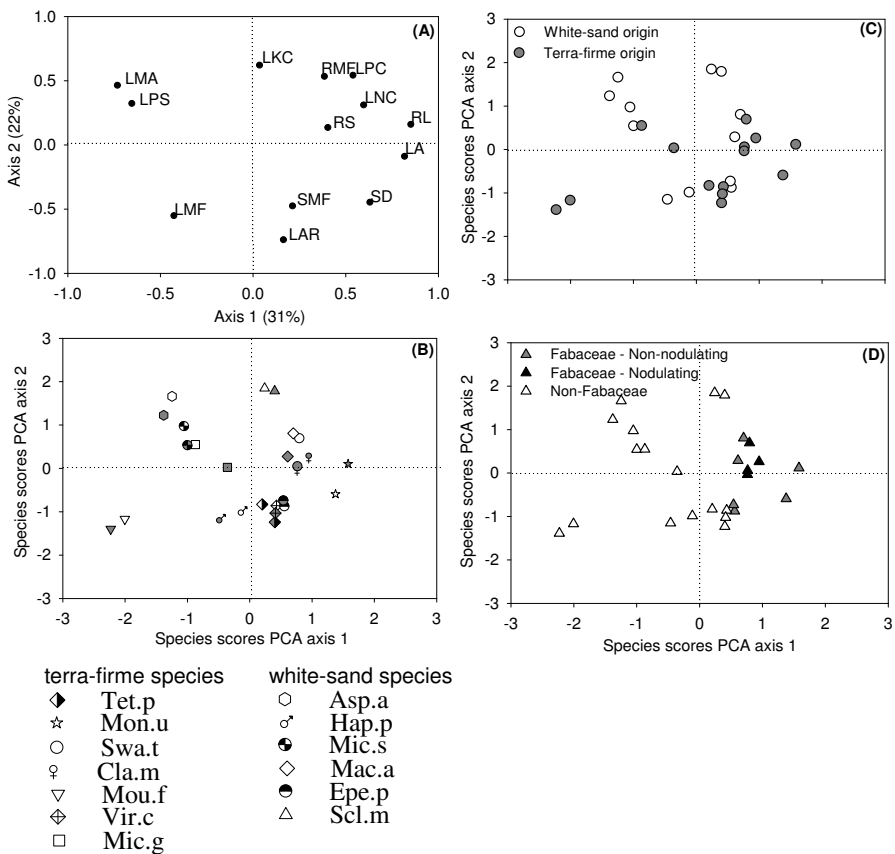 (A)
1.0
0.5
0.0
-0.5
-1.0
Axis 2 (22%)
LKC
RMF
LPC
LMA
LPS
LNC
RS
RL
LA
LMF
SMF
SD
LAR
-1.0
-0.5
0.0
0.5
1.0
Axis 1 (31%)
(C)
White-sand origin
Terra-firme origin
3
2
1
0
-1
-2
-3
Species scores PCA axis 2
(B)
3
2
1
0
-1
-2
-3
Species scores PCA axis 2
-3
-2
-1
0
1
2
3
Species scores PCA axis 1
(D)
Fabaceae - Non-nodulating
Fabaceae - Nodulating
Non-Fabaceae
3
2
1
0
-1
-2
-3
Species scores PCA axis 2
-3
-2
-1
0
1
2
3
Species scores PCA axis 1
terra-firme species
Tet.p
Mon.u
Swa.t
Cla.m
Mou.f
Vir.c
Mic.g
white-sand species
Asp.a
Hap.p
Mic.s
Mac.a
Epe.p
Scl.m